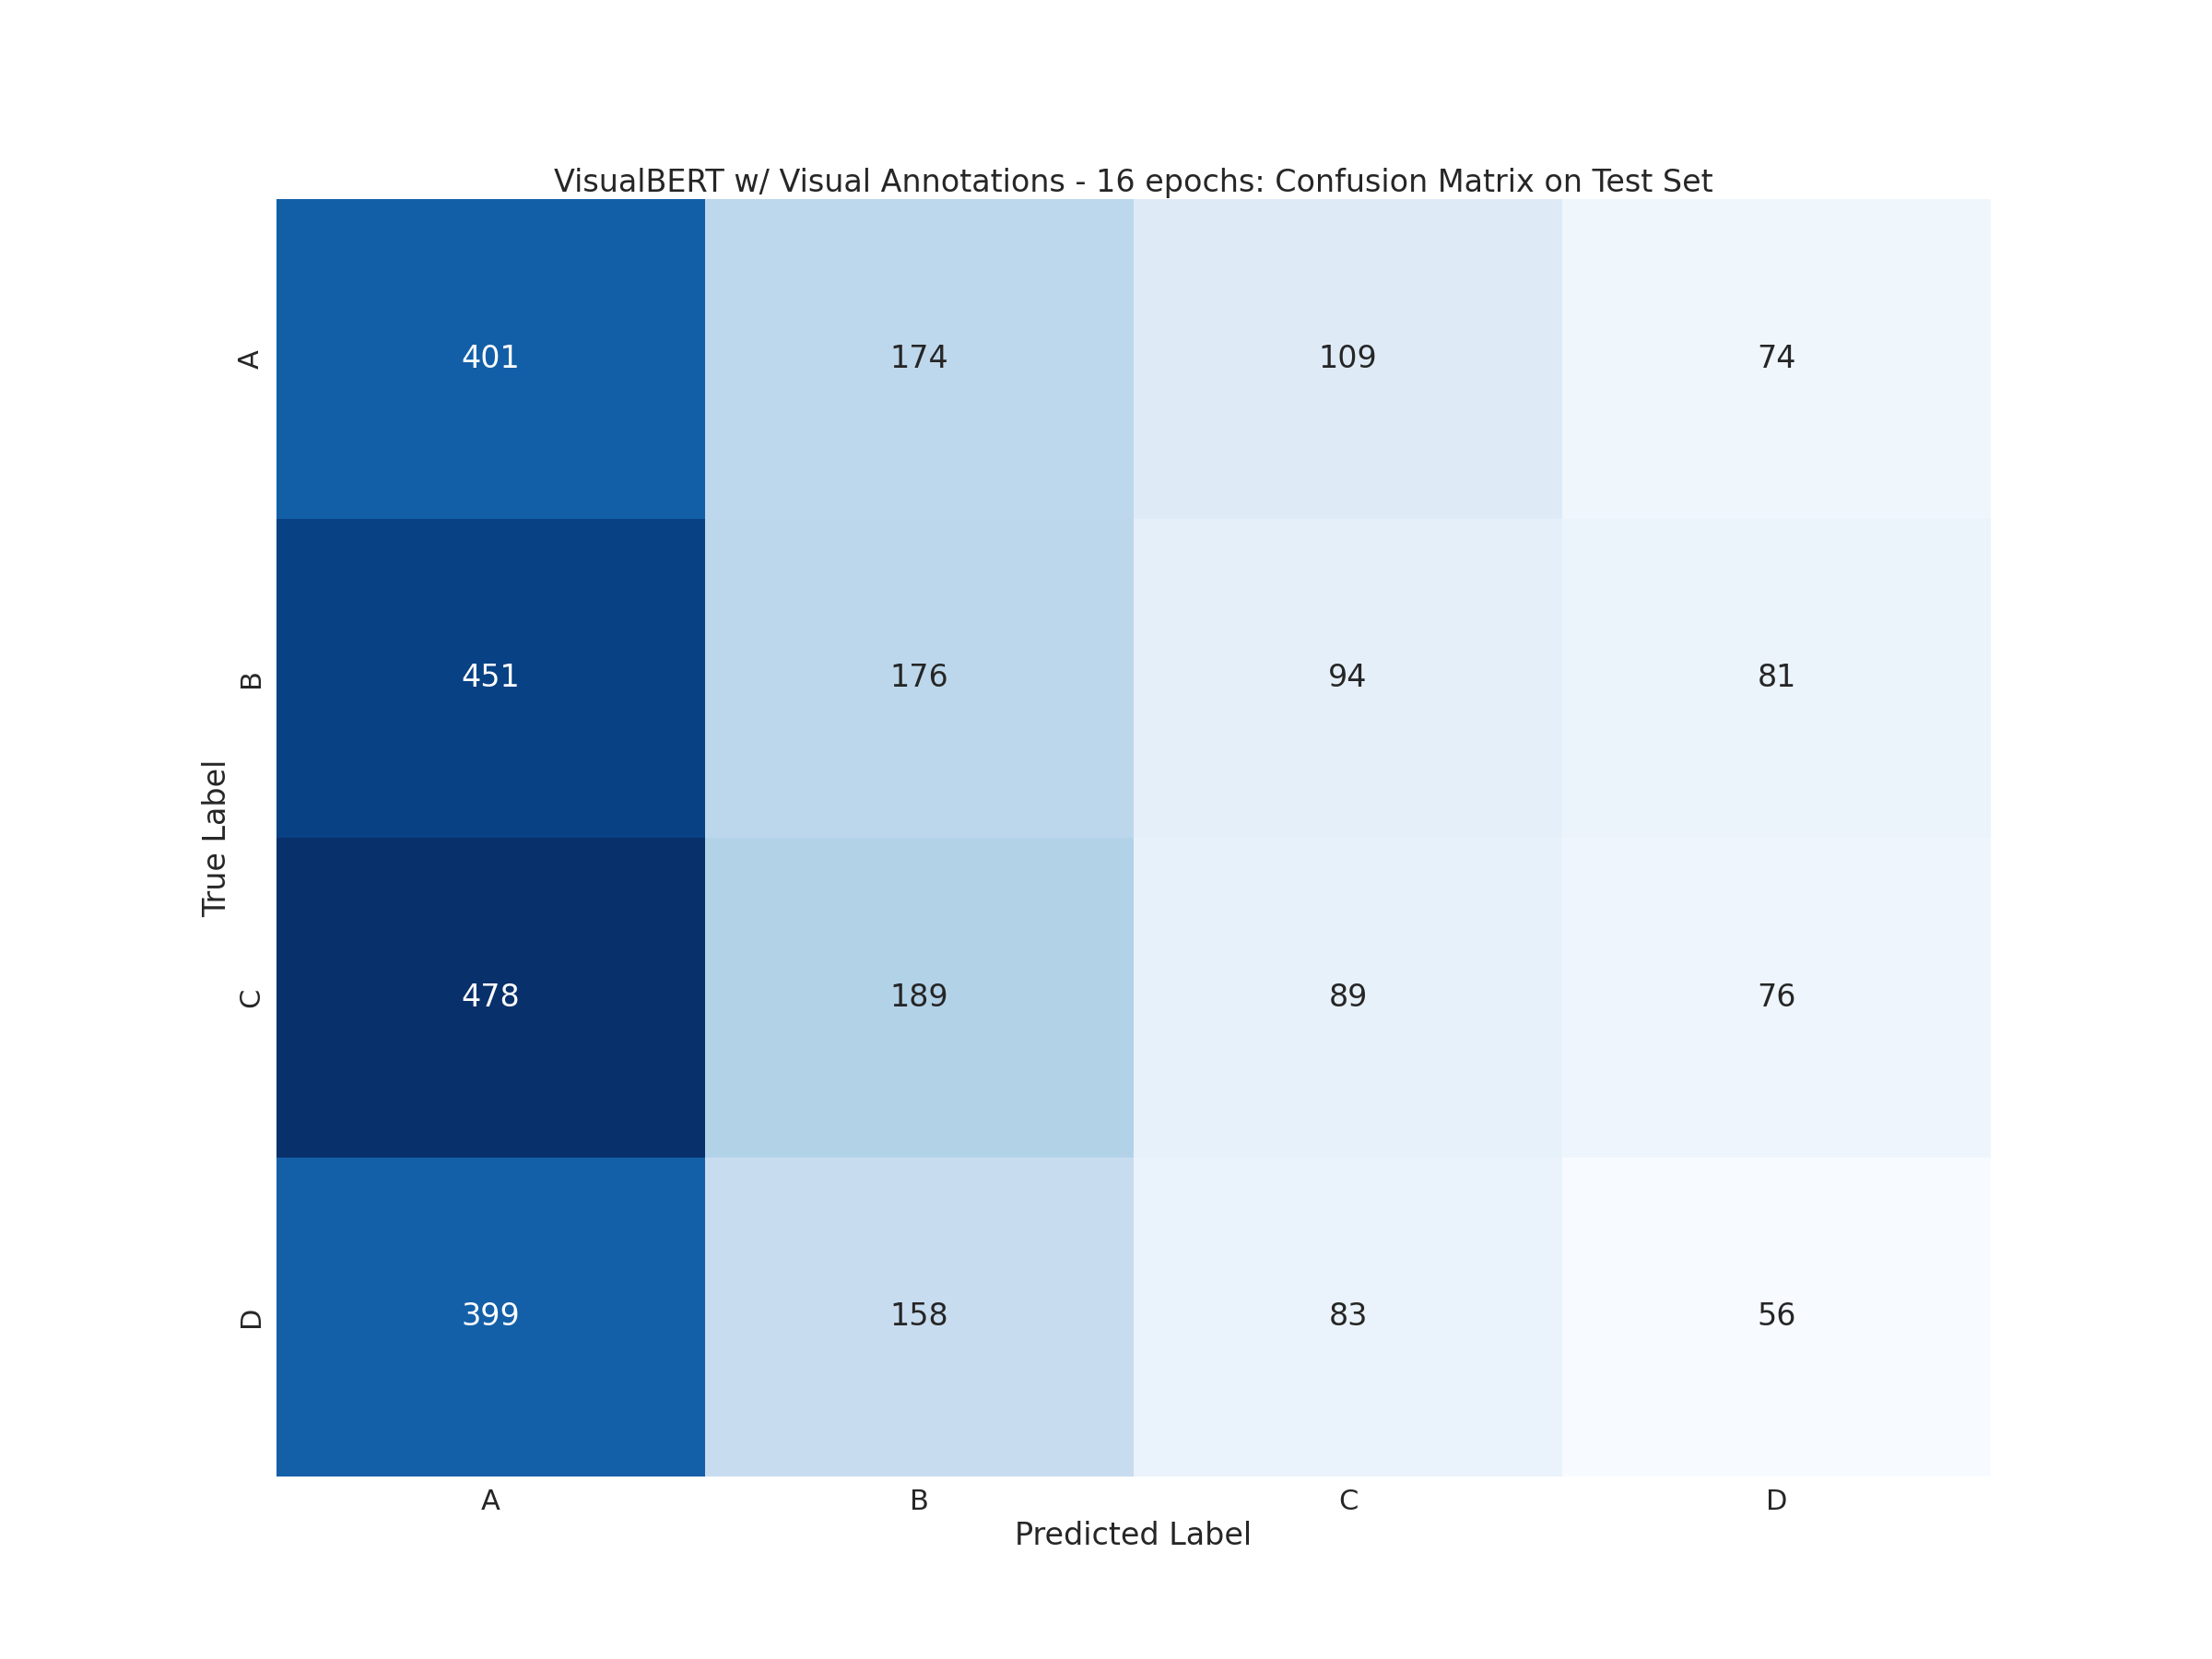 VisualBERT w/ Visual Annotations - 16 epochs: Confusion Matrix on Test Set
True Label
A 401 174 109 74
B 451 176 94 81
C 478 189 89 76
D 399 158 83 56
A B C D
Predicted Label